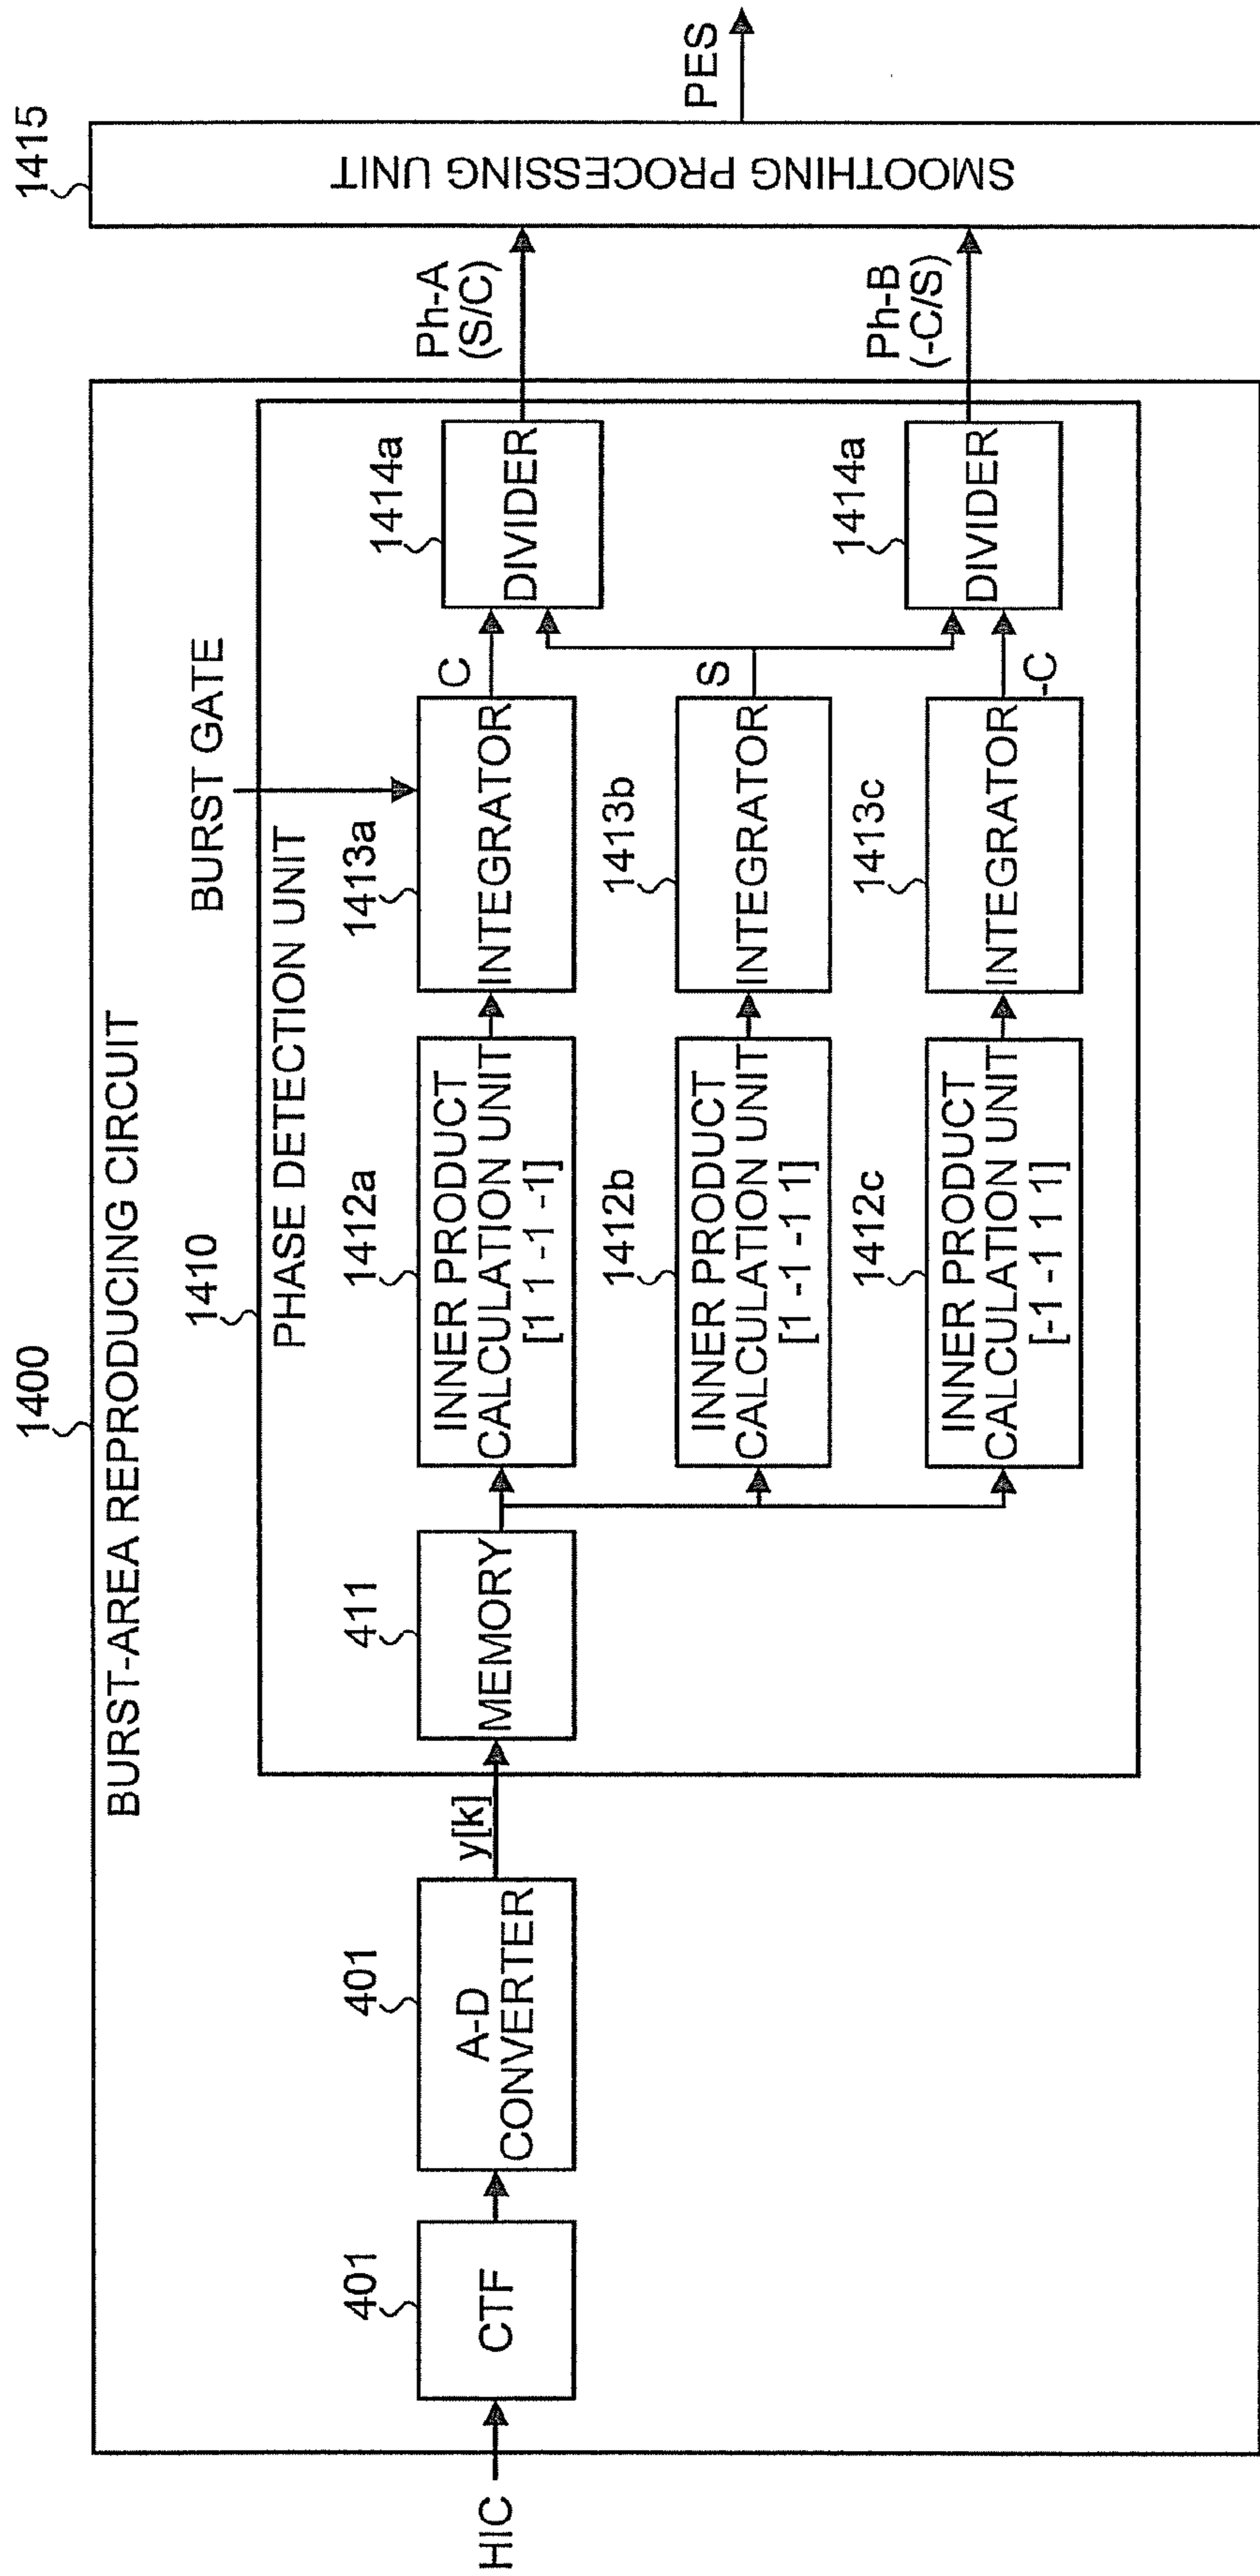 1400
BURST-AREA REPRODUCING CIRCUIT
1410
PHASE DETECTION UNIT
BURST GATE
HIC
401
CTF
401
A-D
CONVERTER
y[k]
411
MEMORY
1412a
INNER PRODUCT
CALCULATION UNIT
[1 1 -1 -1]
1413a
INTEGRATOR
C
1414a
DIVIDER
Ph-A
(S/C)
1412b
INNER PRODUCT
CALCULATION UNIT
[1 -1 -1 1]
1413b
INTEGRATOR
S
1412c
INNER PRODUCT
CALCULATION UNIT
[-1 -1 1 1]
1413c
INTEGRATOR
-C
1414a
DIVIDER
Ph-B
(-C/S)
1415
SMOOTHING PROCESSING UNIT
PES